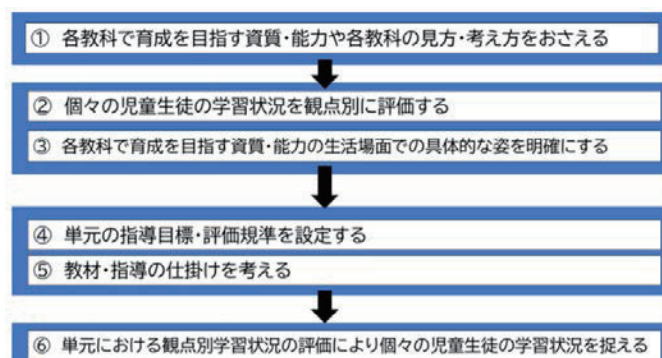 ① 各教科で育成を目指す資質・能力や各教科の見方・考え方をおさえる
② 個々の児童生徒の学習状況を観点別に評価する
③ 各教科で育成を目指す資質・能力の生活場面での具体的な姿を明確にする
④ 単元の指導目標・評価規準を設定する
⑤ 教材・指導の仕掛けを考える
⑥ 単元における観点別学習状況の評価により個々の児童生徒の学習状況を捉える